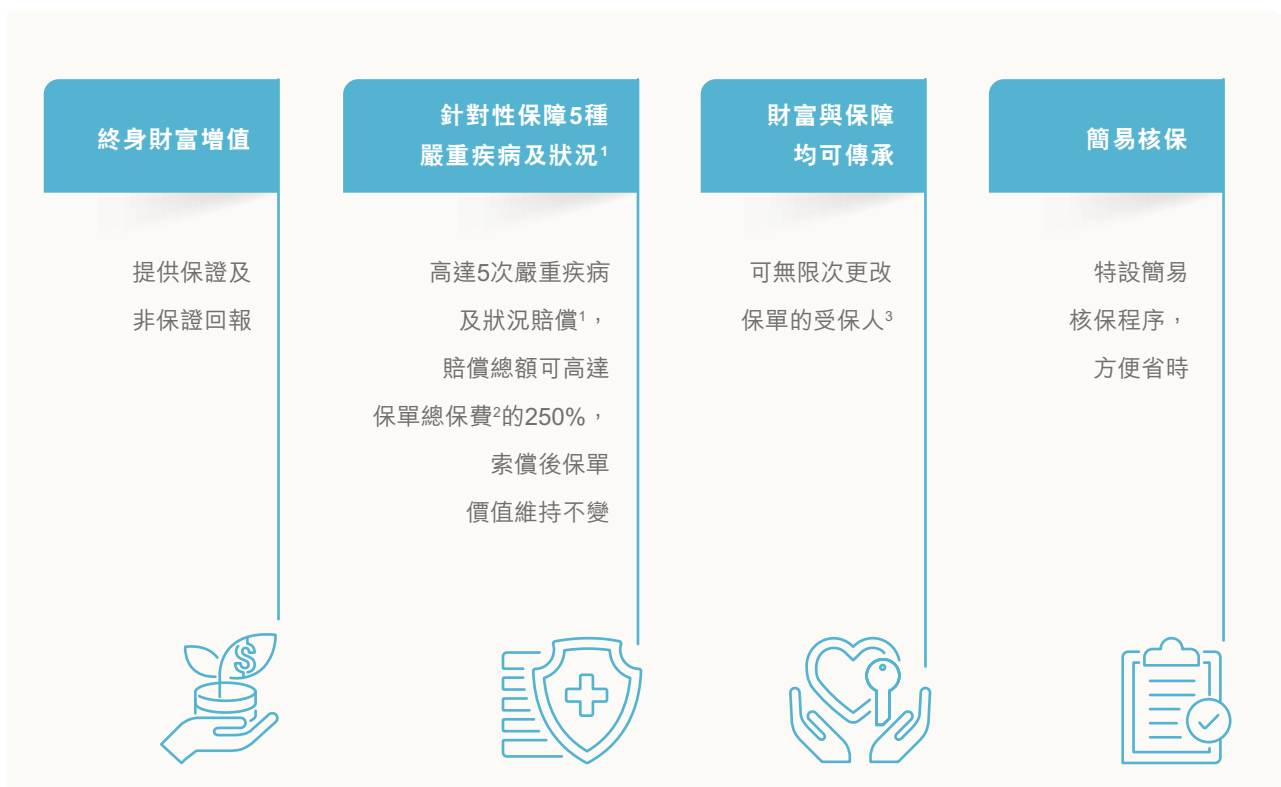 終身財富增值
提供保證及
非保證回報
針對性保障5種
嚴重疾病及狀況¹
高達5次嚴重疾病
及狀況賠償¹，
賠償總額可高達
保單總保費²的250%，
索償後保單
價值維持不變
財富與保障
均可傳承
可無限次更改
保單的受保人³
簡易核保
特設簡易
核保程序，
方便省時
$